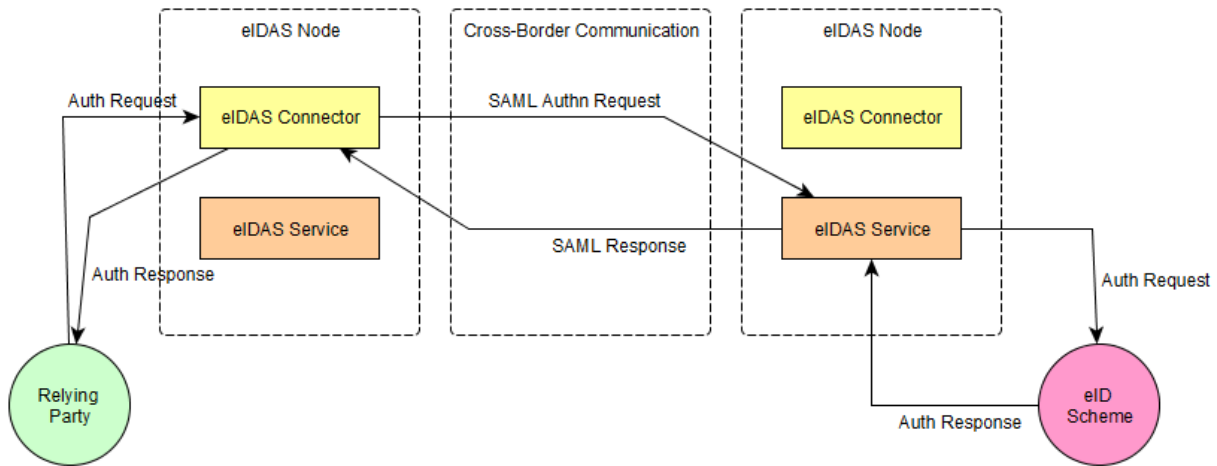 eIDAS Node
Cross-Border Communication
eIDAS Node
Auth Request
eIDAS Connector
SAML Authn Request
eIDAS Connector
eIDAS Service
SAML Response
eIDAS Service
Auth Response
Auth Request
Relying
Party
eID
Scheme
Auth Response